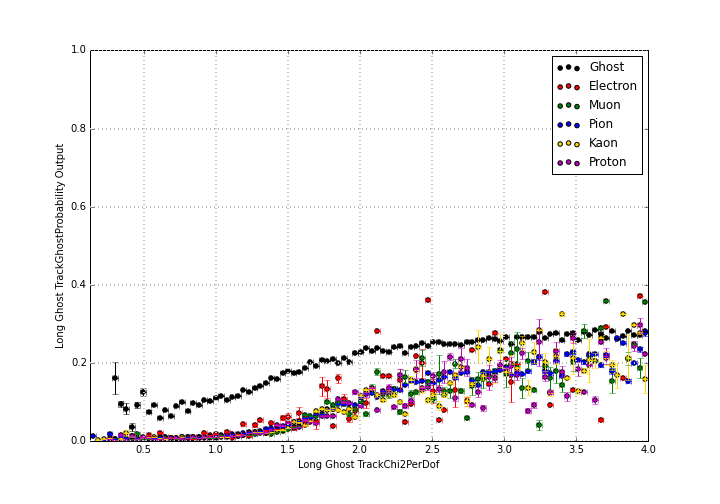 1.0
0.8
0.6
0.4
0.2
0.0
Long Ghost TrackGhostProbability Output
Ghost
Electron
Muon
Pion
Kaon
Proton
0.5
1.0
1.5
2.0
2.5
3.0
3.5
4.0
Long Ghost TrackChi2PerDof